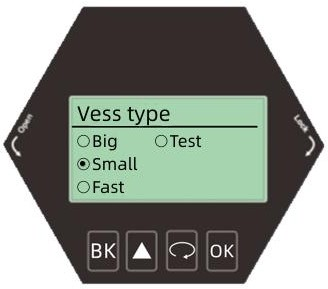 Vess type
Big Test
Small
Fast
Open
Lock
BK OK